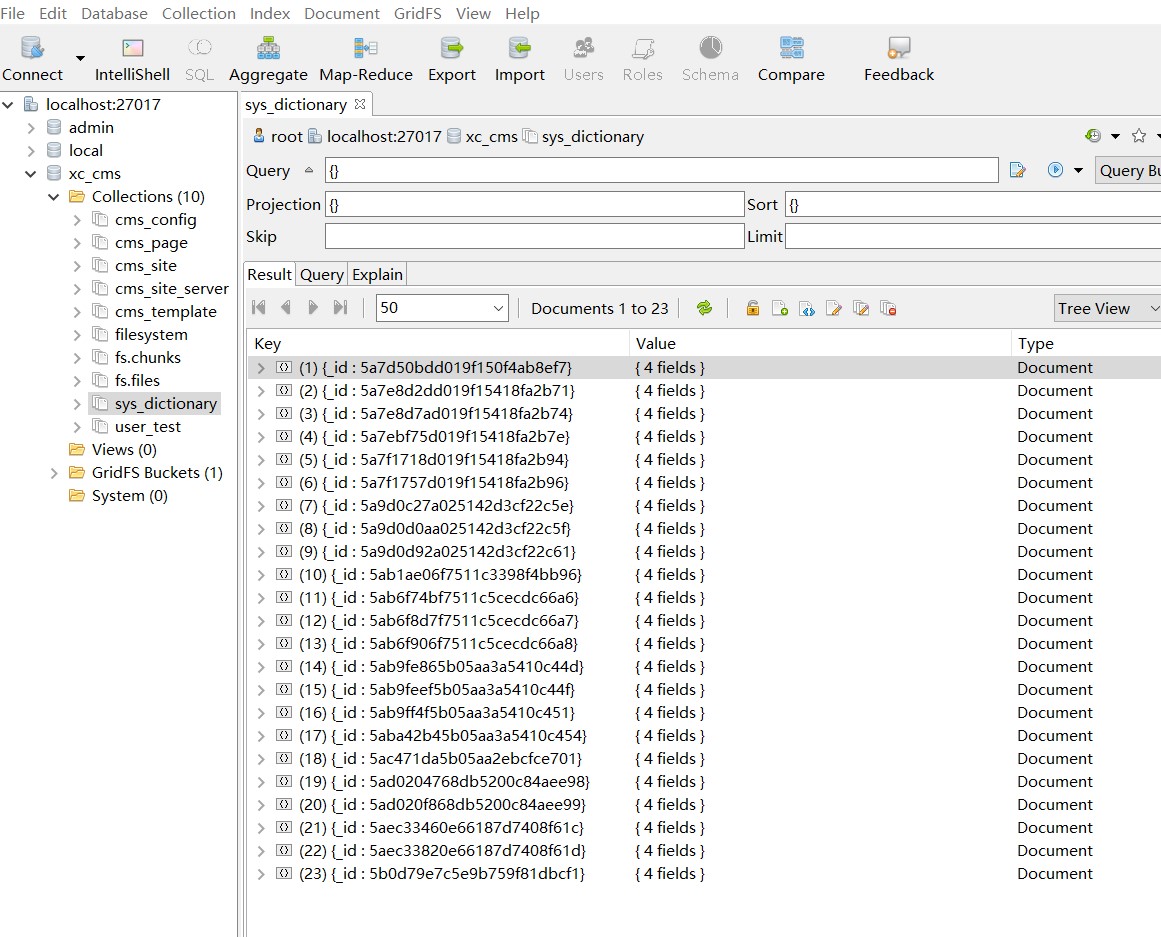 File Edit Database Collection Index Document GridFS View Help
Connect IntelliShell SQL Aggregate Map-Reduce Export Import Users Roles Schema Compare Feedback
localhost:27017
admin
local
xc_cms
Collections (10)
cms_config
cms_page
cms_site
cms_site_server
cms_template
filesystem
fs.chunks
fs.files
sys_dictionary
user_test
Views (0)
GridFS Buckets (1)
System (0)
sys_dictionary
root localhost:27017 xc_cms sys_dictionary
Query {} Query Bu
Projection {} Sort {}
Skip Limit
Result Query Explain
50 Documents 1 to 23 Tree View
Key Value Type
(1) {_id : 5a7d50bdd019f150f4ab8ef7} { 4 fields } Document
(2) {_id : 5a7e8d2dd019f15418fa2b71} { 4 fields } Document
(3) {_id : 5a7e8d7ad019f15418fa2b74} { 4 fields } Document
(4) {_id : 5a7ebf75d019f15418fa2b7e} { 4 fields } Document
(5) {_id : 5a7f1718d019f15418fa2b94} { 4 fields } Document
(6) {_id : 5a7f1757d019f15418fa2b96} { 4 fields } Document
(7) {_id : 5a9d0c27a025142d3cf22c5e} { 4 fields } Document
(8) {_id : 5a9d0d0aa025142d3cf22c5f} { 4 fields } Document
(9) {_id : 5a9d0d92a025142d3cf22c61} { 4 fields } Document
(10) {_id : 5ab1ae06f7511c3398f4bb96} { 4 fields } Document
(11) {_id : 5ab6f74bf7511c5cecdc66a6} { 4 fields } Document
(12) {_id : 5ab6f8d7f7511c5cecdc66a7} { 4 fields } Document
(13) {_id : 5ab6f906f7511c5cecdc66a8} { 4 fields } Document
(14) {_id : 5ab9fe865b05aa3a5410c44d} { 4 fields } Document
(15) {_id : 5ab9feef5b05aa3a5410c44f} { 4 fields } Document
(16) {_id : 5ab9ff4f5b05aa3a5410c451} { 4 fields } Document
(17) {_id : 5aba42b45b05aa3a5410c454} { 4 fields } Document
(18) {_id : 5ac471da5b05aa2ebcfce701} { 4 fields } Document
(19) {_id : 5ad0204768db5200c84aee98} { 4 fields } Document
(20) {_id : 5ad020f868db5200c84aee99} { 4 fields } Document
(21) {_id : 5aec33460e66187d7408f61c} { 4 fields } Document
(22) {_id : 5aec33820e66187d7408f61d} { 4 fields } Document
(23) {_id : 5b0d79e7c5e9b759f81dbcf1} { 4 fields } Document